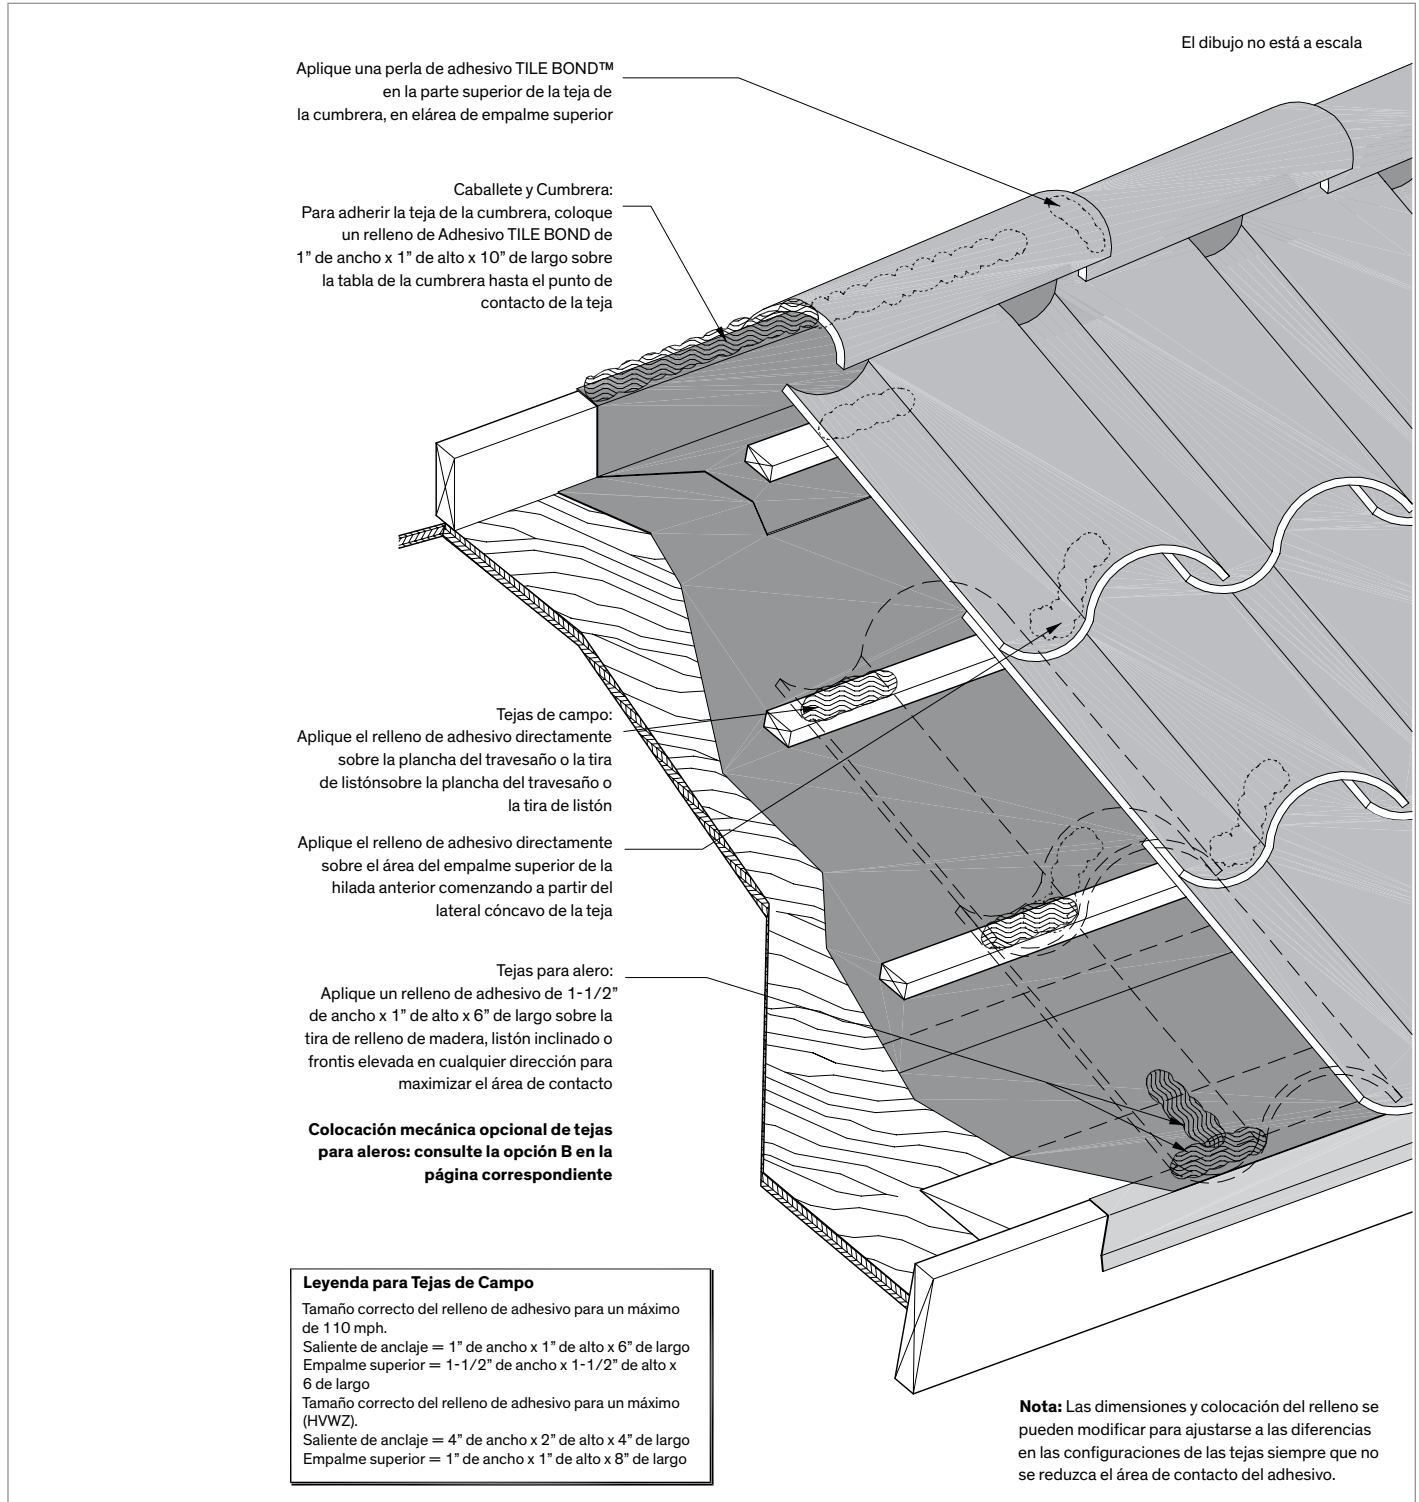 El dibujo no está a escala
Aplique una perla de adhesivo TILE BOND™
en la parte superior de la teja de
la cumbrera, en elárea de empalme superior
Caballete y Cumbrera:
Para adherir la teja de la cumbrera, coloque
un relleno de Adhesivo TILE BOND de
1” de ancho x 1” de alto x 10” de largo sobre
la tabla de la cumbrera hasta el punto de
contacto de la teja
Tejas de campo:
Aplique el relleno de adhesivo directamente
sobre la plancha del travesaño o la tira
de listónsobre la plancha del travesaño o
la tira de listón
Aplique el relleno de adhesivo directamente
sobre el área del empalme superior de la
hilada anterior comenzando a partir del
lateral cóncavo de la teja
Tejas para alero:
Aplique un relleno de adhesivo de 1-1/2”
de ancho x 1” de alto x 6” de largo sobre la
tira de relleno de madera, listón inclinado o
frontis elevada en cualquier dirección para
maximizar el área de contacto
Colocación mecánica opcional de tejas
para aleros: consulte la opción B en la
página correspondiente
Leyenda para Tejas de Campo
Tamaño correcto del relleno de adhesivo para un máximo
de 110 mph.
Saliente de anclaje = 1” de ancho x 1” de alto x 6” de largo
Empalme superior = 1-1/2” de ancho x 1-1/2” de alto x
6 de largo
Tamaño correcto del relleno de adhesivo para un máximo
(HVWZ).
Saliente de anclaje = 4” de ancho x 2” de alto x 4” de largo
Empalme superior = 1” de ancho x 1” de alto x 8” de largo
Nota: Las dimensiones y colocación del relleno se
pueden modificar para ajustarse a las diferencias
en las configuraciones de las tejas siempre que no
se reduzca el área de contacto del adhesivo.